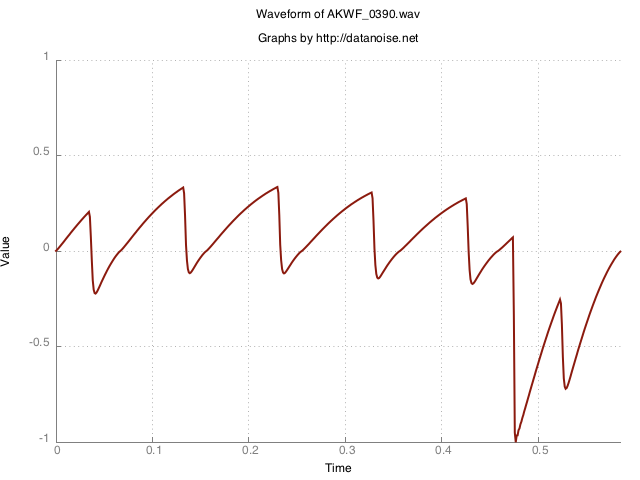 Waveform of AKWF_0390.wav
Graphs by http://datanoise.net
1
0.5
0
-0.5
-1
Value
0 0.1 0.2 0.3 0.4 0.5
Time